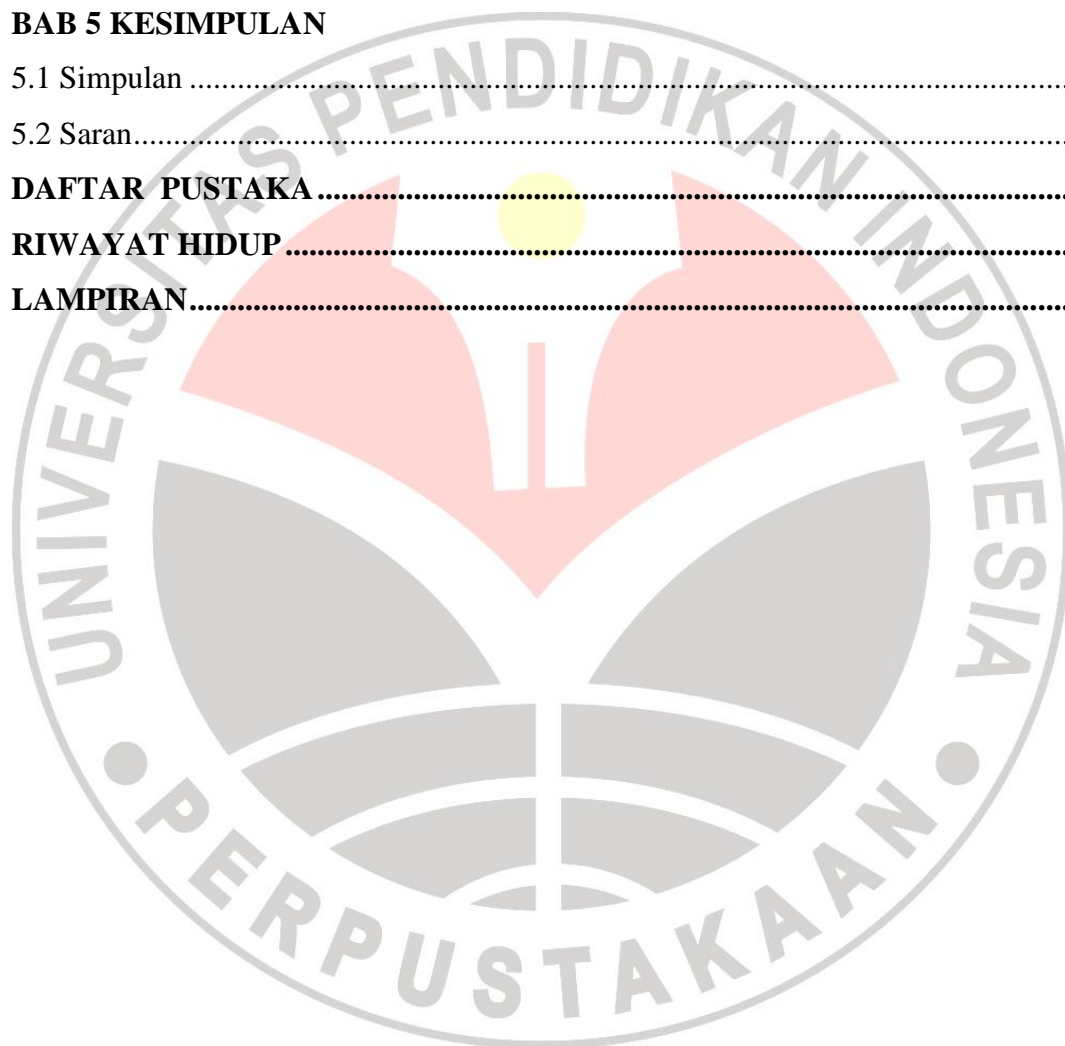 BAB 5 KESIMPULAN
5.1 Simpulan ................................................................................................................
5.2 Saran.......................................................................................................................
DAFTAR PUSTAKA ................................................................................................
RIWAYAT HIDUP ....................................................................................................
LAMPIRAN................................................................................................................
UNIVERSITAS PENDIDIKAN INDONESIA
PERPUSTAKAAN